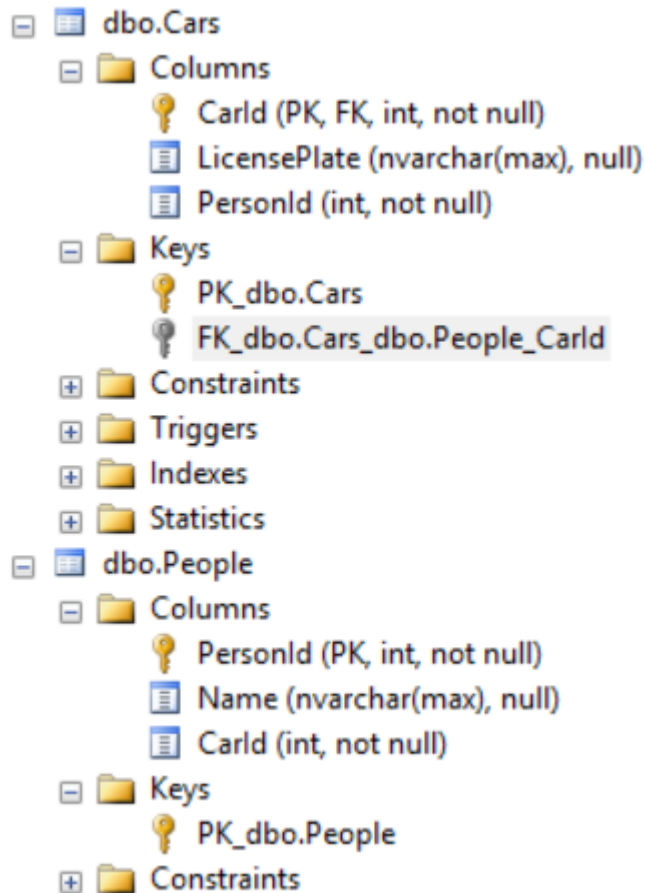 dbo.Cars
Columns
CarId (PK, FK, int, not null)
LicensePlate (nvarchar(max), null)
PersonId (int, not null)
Keys
PK_dbo.Cars
FK_dbo.Cars_dbo.People_CarId
Constraints
Triggers
Indexes
Statistics
dbo.People
Columns
PersonId (PK, int, not null)
Name (nvarchar(max), null)
CarId (int, not null)
Keys
PK_dbo.People
Constraints